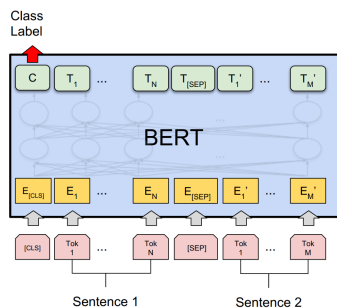 Class
Label
C T1 ... TN T[SEP] T1' ... TM'
BERT
E[CLS] E1 ... EN E[SEP] E1' ... EM'
[CLS] Tok 1 ... Tok N [SEP] Tok 1 ... Tok M
Sentence 1 Sentence 2